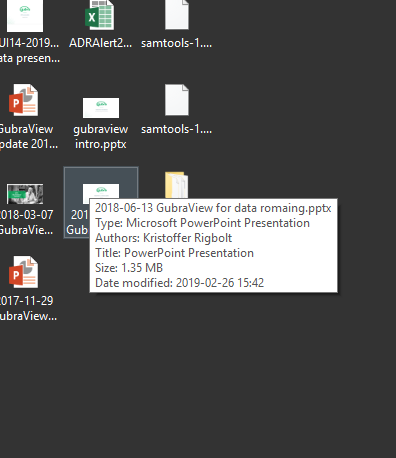 UI14-2019...
ata presen...
ADRAlert2...
samtools-1....
GubraView
pdate 201...
gubraview
intro.pptx
samtools-1....
2018-03-07
GubraVie...
201
Gub
2018-06-13 GubraView for data romaing.pptx
Type: Microsoft PowerPoint Presentation
Authors: Kristoffer Rigbolt
Title: PowerPoint Presentation
Size: 1.35 MB
Date modified: 2019-02-26 15:42
2017-11-29
ubraView...